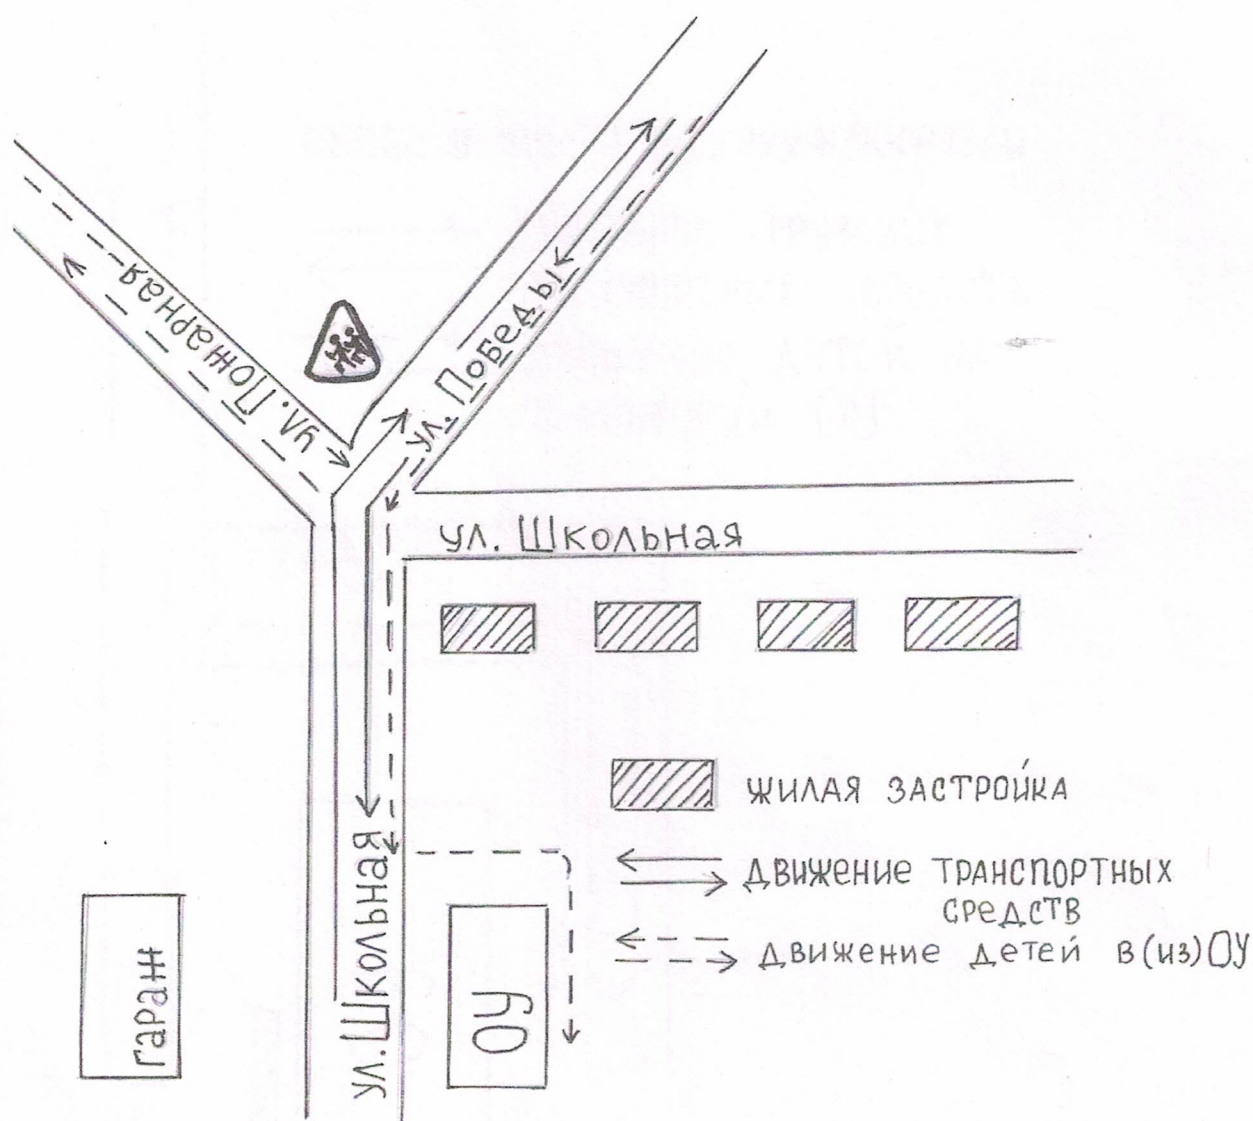 ул. Пожарная
ул. Победы
ул. Школьная
ЖИЛАЯ ЗАСТРОЙКА
ДВИЖЕНИЕ ТРАНСПОРТНЫХ
СРЕДСТВ
ДВИЖЕНИЕ ДЕТЕЙ В(ИЗ)ОУ
гараж
ул. Школьная
ОУ